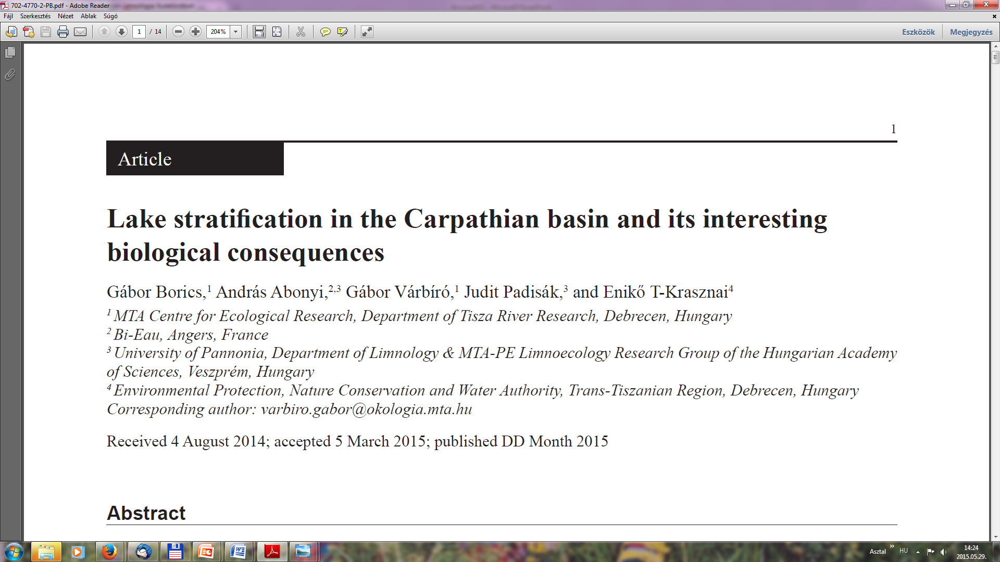 702-4770-2-PB.pdf - Adobe Reader
Fájl Szerkesztés Nézet Ablak Súgó
1 / 14 204% Eszközök Megjegyzés
1
Article
Lake stratification in the Carpathian basin and its interesting
biological consequences
Gábor Borics,1 András Abonyi,2,3 Gábor Várbíró,1 Judit Padisák,3 and Enikő T-Krasznai4
1 MTA Centre for Ecological Research, Department of Tisza River Research, Debrecen, Hungary
2 Bi-Eau, Angers, France
3 University of Pannonia, Department of Limnology & MTA-PE Limnoecology Research Group of the Hungarian Academy
of Sciences, Veszprém, Hungary
4 Environmental Protection, Nature Conservation and Water Authority, Trans-Tiszanian Region, Debrecen, Hungary
Corresponding author: varbiro.gabor@okologia.mta.hu
Received 4 August 2014; accepted 5 March 2015; published DD Month 2015
Abstract
Asztal » HU 14:24
2015.05.29.